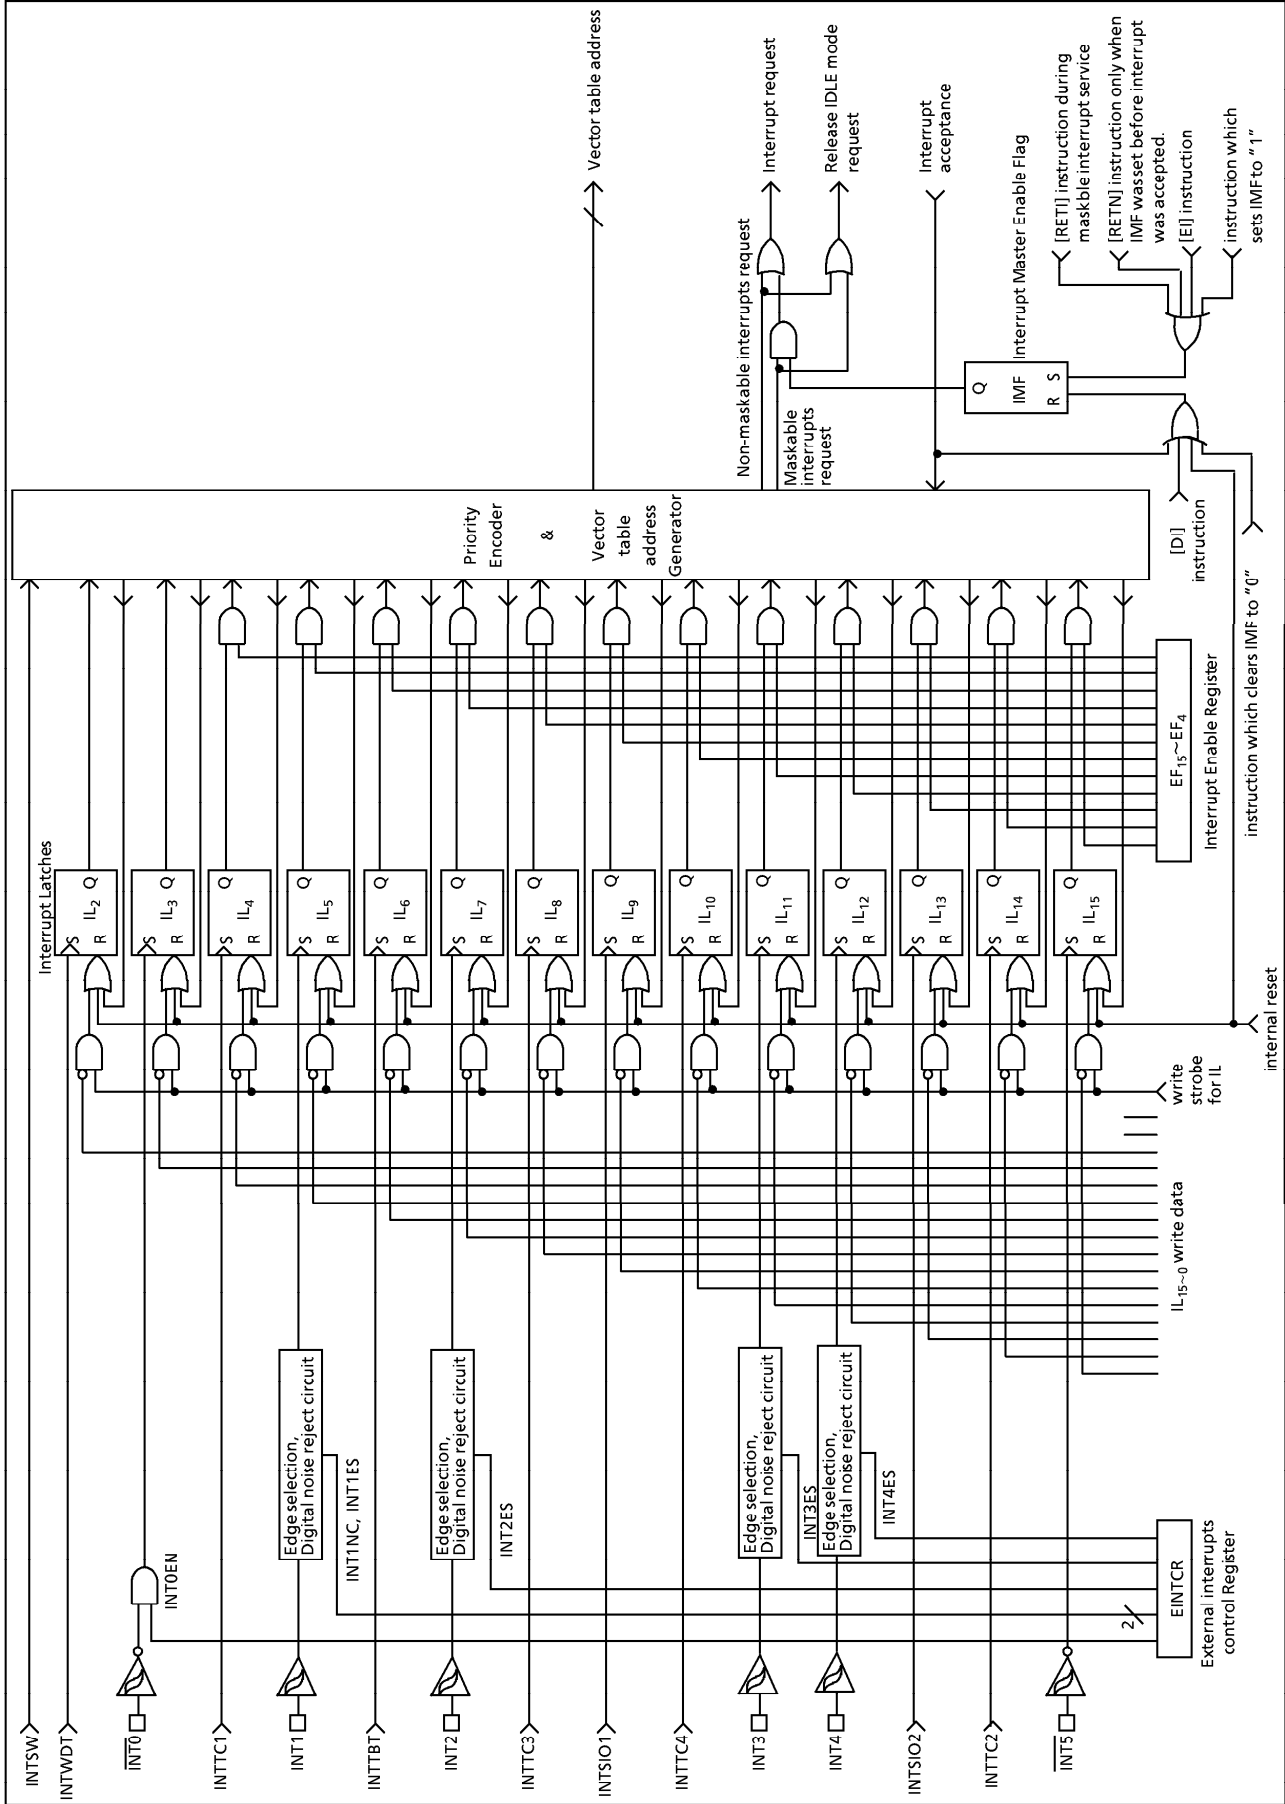 INTSW
INTWDT
INT0
INTTC1
INT1
INTTBT
INT2
INTTC3
INTSIO1
INTTC4
INT3
INT4
INTSIO2
INTTC2
INT5
INT0EN
Edge selection,
Digital noise reject circuit
INT1NC, INT1ES
Edge selection,
Digital noise reject circuit
INT2ES
Edge selection,
Digital noise reject circuit
INT3ES
Edge selection,
Digital noise reject circuit
INT4ES
2
EINTCR
External interrupts
control Register
IL15~0 write data
write
strobe
for IL
internal reset
Interrupt Latches
S
R
IL2
Q
S
R
IL3
Q
S
R
IL4
Q
S
R
IL5
Q
S
R
IL6
Q
S
R
IL7
Q
S
R
IL8
Q
S
R
IL9
Q
S
R
IL10
Q
S
R
IL11
Q
S
R
IL12
Q
S
R
IL13
Q
S
R
IL14
Q
S
R
IL15
Q
EF15~EF4
Interrupt Enable Register
instruction which clears IMF to "0"
Priority
Encoder
&
Vector
table
address
Generator
[DI]
instruction
Vector table address
Non-maskable interrupts request
Maskable
interrupts
request
Interrupt request
Release IDLE mode
request
Interrupt
acceptance
Q
IMF
R S
Interrupt Master Enable Flag
[RETI] instruction during
maskble interrupt service
[RETN] instruction only when
IMF wasset before interrupt
was accepted.
[EI] instruction
instruction which
sets IMF to "1"